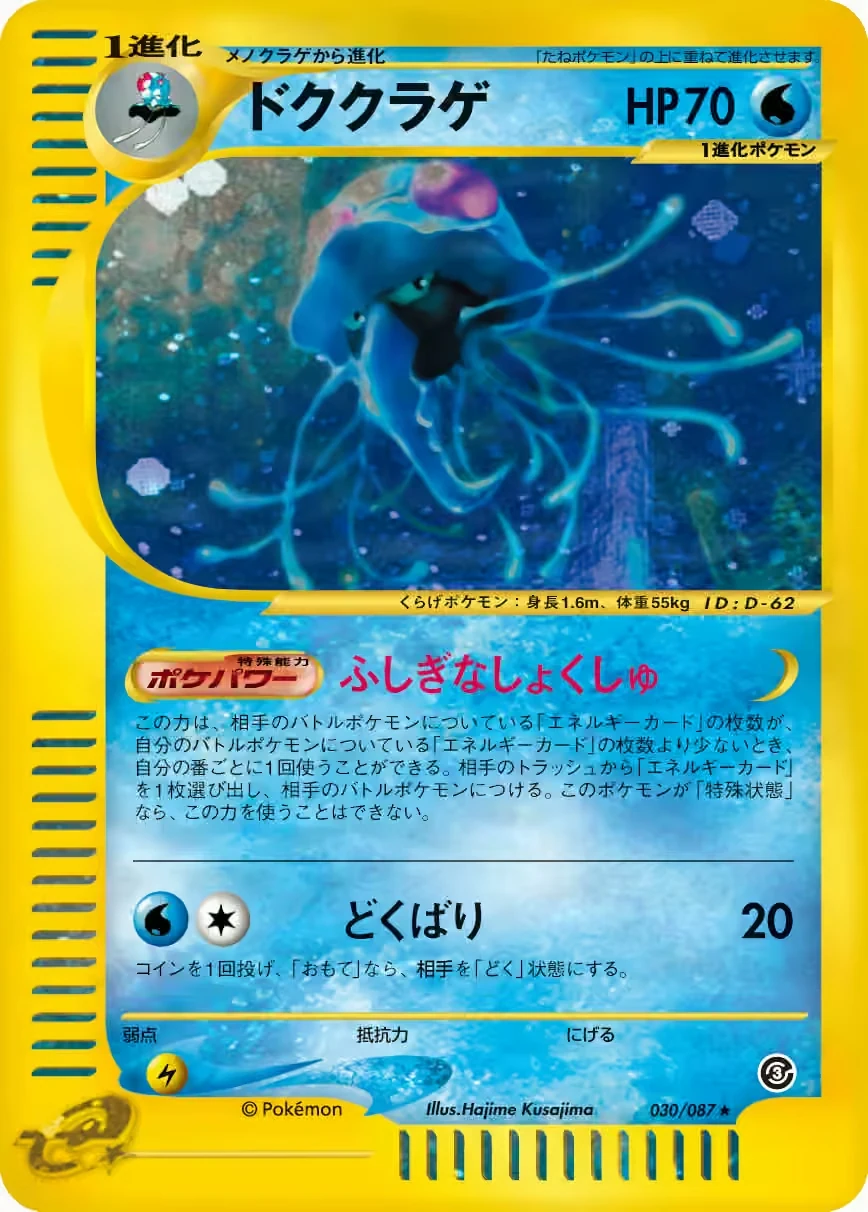 1進化
メノクラゲから進化
「たねポケモン」の上に重ねて進化させます。
ドククラゲ
HP70
1進化ポケモン
くらげポケモン：身長1.6m、体重55kg ID:D-62
特殊能力
ポケパワー
ふしぎなしょくしゅ
この力は、相手のバトルポケモンについている「エネルギーカード」の枚数が、
自分のバトルポケモンについている「エネルギーカード」の枚数より少ないとき、
自分の番ごとに1回使うことができる。相手のトラッシュから「エネルギーカード」
を1枚選び出し、相手のバトルポケモンにつける。このポケモンが「特殊状態」
なら、この力を使うことはできない。
どくばり 20
コインを1回投げ、「おもて」なら、相手を「どく」状態にする。
弱点 抵抗力 にげる
3
© Pokémon Illus.Hajime Kusajima 030/087★